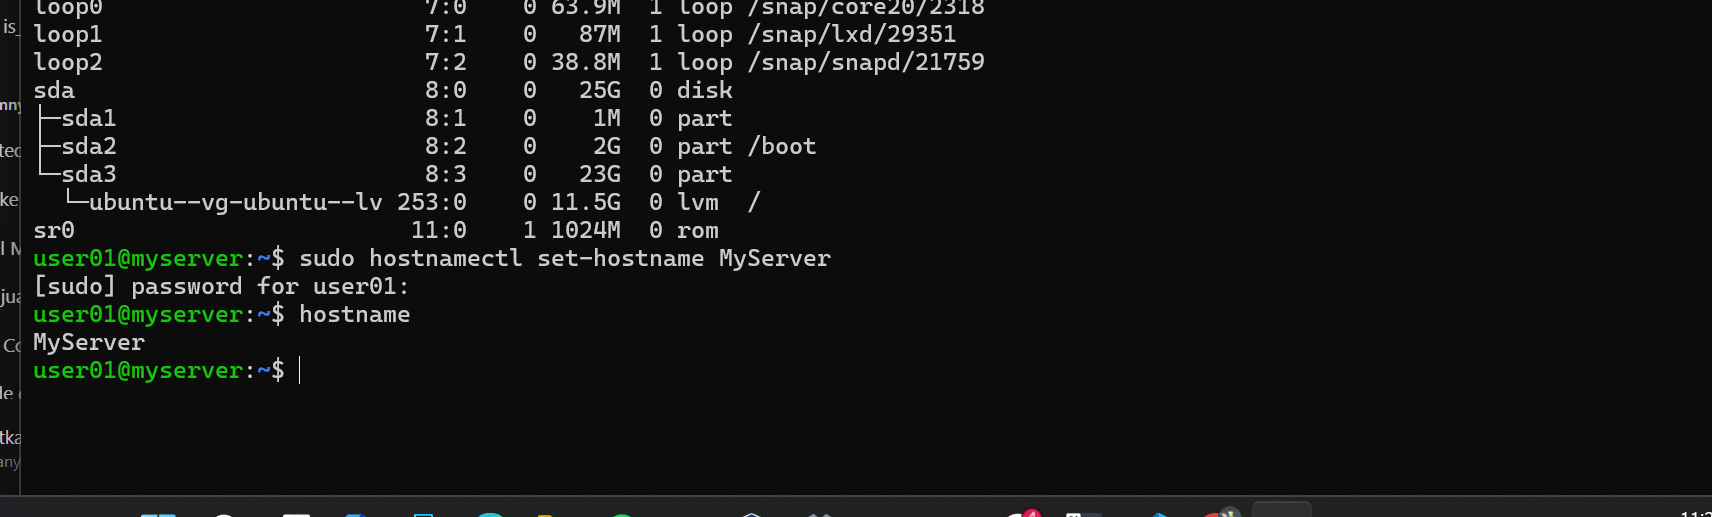 loop0 7:0 0 63.9M 1 loop /snap/core20/2318
is_
loop1 7:1 0 87M 1 loop /snap/lxd/29351
loop2 7:2 0 38.8M 1 loop /snap/snapd/21759
sda 8:0 0 25G 0 disk
├─sda1 8:1 0 1M 0 part
├─sda2 8:2 0 2G 0 part /boot
└─sda3 8:3 0 23G 0 part
└─ubuntu--vg-ubuntu--lv 253:0 0 11.5G 0 lvm /
sr0 11:0 1 1024M 0 rom
user01@myserver:~$ sudo hostnamectl set-hostname MyServer
[sudo] password for user01:
user01@myserver:~$ hostname
MyServer
user01@myserver:~$